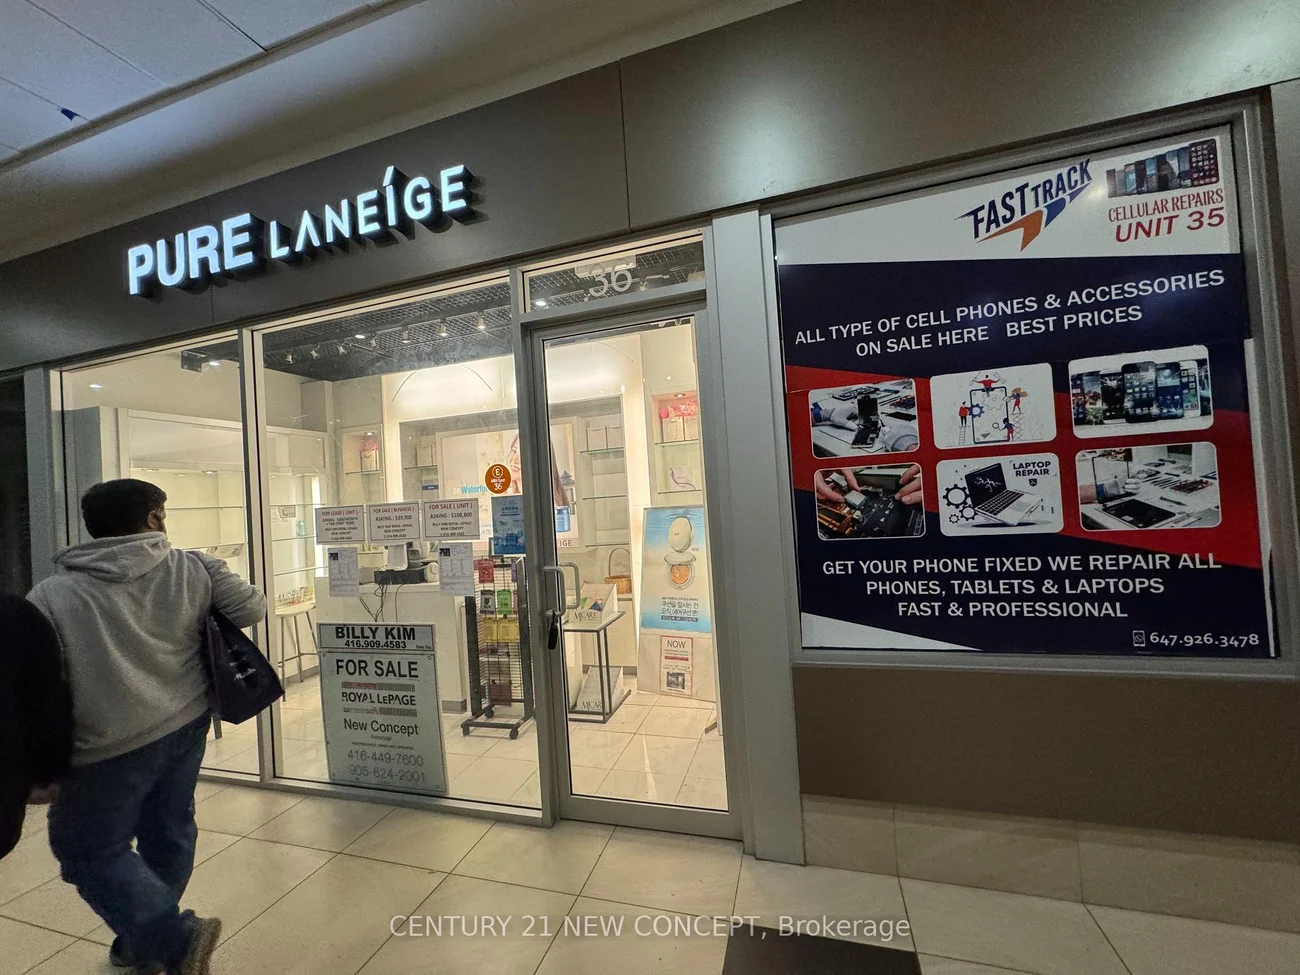 PURE LANEÍGE
36
FOR LEASE ( UNIT )
FOR SALE ( BUSINESS )
ASKING : $39,900
FOR SALE ( UNIT )
ASKING : $108,800
E
36
BILLY KIM
416.909.4583
FOR SALE
ROYAL LEPAGE
New Concept
416-449-7600
905-624-2001
NOW
FASTTRACK
CELLULAR REPAIRS
UNIT 35
ALL TYPE OF CELL PHONES & ACCESSORIES
ON SALE HERE BEST PRICES
LAPTOP
REPAIR
GET YOUR PHONE FIXED WE REPAIR ALL
PHONES, TABLETS & LAPTOPS
FAST & PROFESSIONAL
647.926.3478
CENTURY 21 NEW CONCEPT, Brokerage